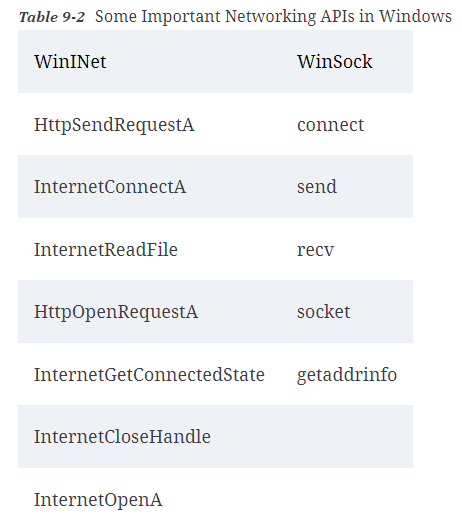 Table 9-2 Some Important Networking APIs in Windows
WinINet WinSock
HttpSendRequestA connect
InternetConnectA send
InternetReadFile recv
HttpOpenRequestA socket
InternetGetConnectedState getaddrinfo
InternetCloseHandle
InternetOpenA